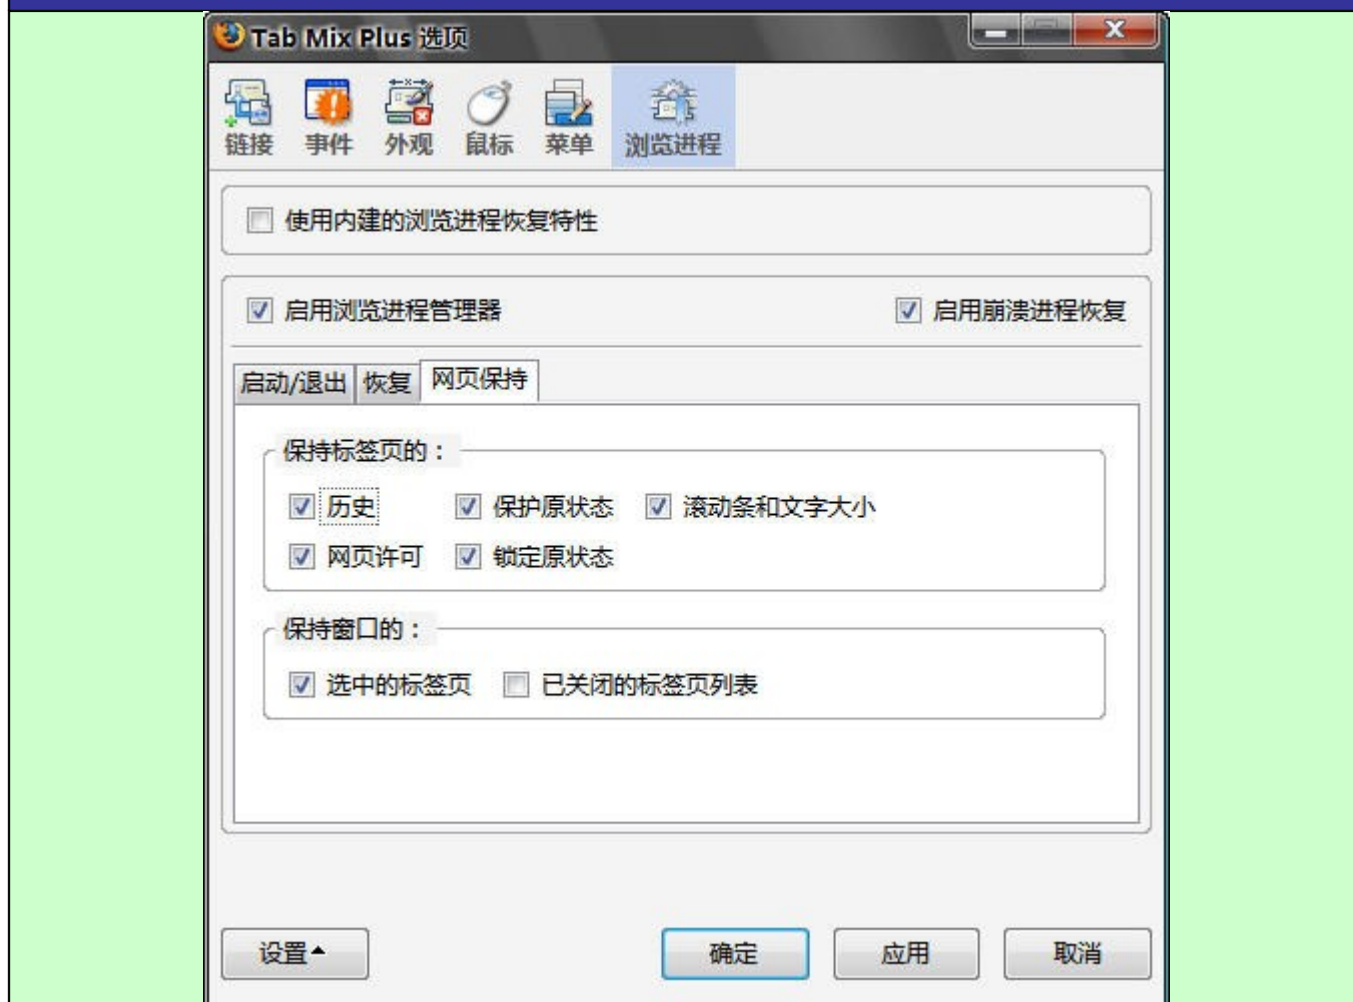 Tab Mix Plus 选项
链接 事件 外观 鼠标 菜单 浏览进程
使用内建的浏览进程恢复特性
启用浏览进程管理器 启用崩溃进程恢复
启动/退出 恢复 网页保持
保持标签页的：
历史 保护原状态 滚动条和文字大小
网页许可 锁定原状态
保持窗口的：
选中的标签页 已关闭的标签页列表
设置 确定 应用 取消